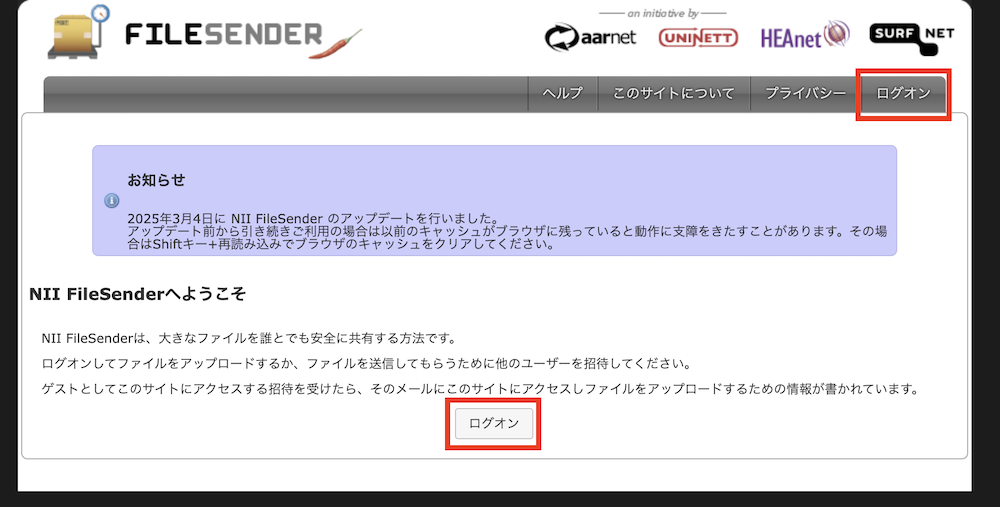 FILESENDER
an initiative by
aarnet UNINETT HEAnet SURF NET
ヘルプ このサイトについて プライバシー ログオン
お知らせ
2025年3月4日に NII FileSender のアップデートを行いました。
アップデート前から引き続きご利用の場合は以前のキャッシュがブラウザに残っていると動作に支障をきたすことがあります。その場
合はShiftキー+再読み込みでブラウザのキャッシュをクリアしてください。
NII FileSenderへようこそ
NII FileSenderは、大きなファイルを誰とでも安全に共有する方法です。
ログオンしてファイルをアップロードするか、ファイルを送信してもらうために他のユーザーを招待してください。
ゲストとしてこのサイトにアクセスする招待を受けたら、そのメールにこのサイトにアクセスしファイルをアップロードするための情報が書かれています。
ログオン